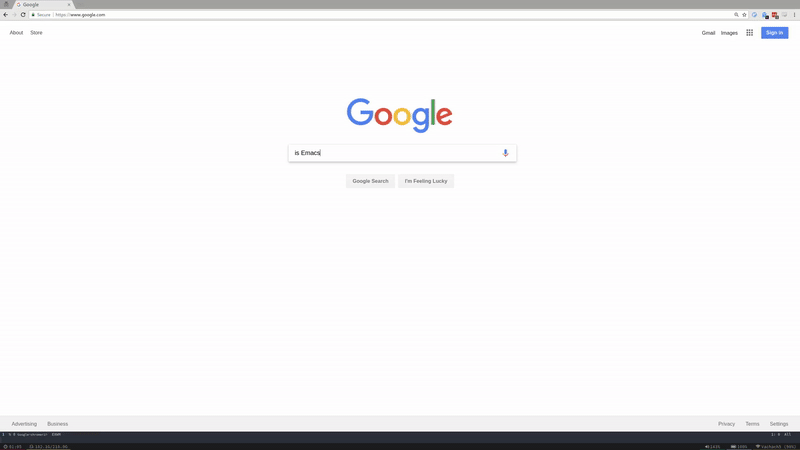 Google
Secure https://www.google.com
About Store Gmail Images Sign in
Google
is Emacs
Google Search I'm Feeling Lucky
Advertising Business Privacy Terms Settings